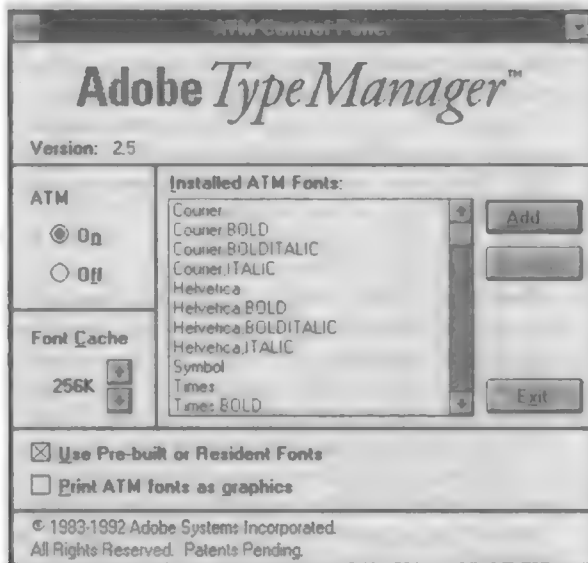 ATM Control Panel
Adobe TypeManager™
Version: 2.5
ATM
On
Off
Font Cache
256K
Installed ATM Fonts:
Courier
Courier,BOLD
Courier,BOLDITALIC
Courier,ITALIC
Helvetica
Helvetica,BOLD
Helvetica,BOLDITALIC
Helvetica,ITALIC
Symbol
Times
Times,BOLD
Add...
Exit
Use Pre-built or Resident Fonts
Print ATM fonts as graphics
© 1983-1992 Adobe Systems Incorporated.
All Rights Reserved. Patents Pending.